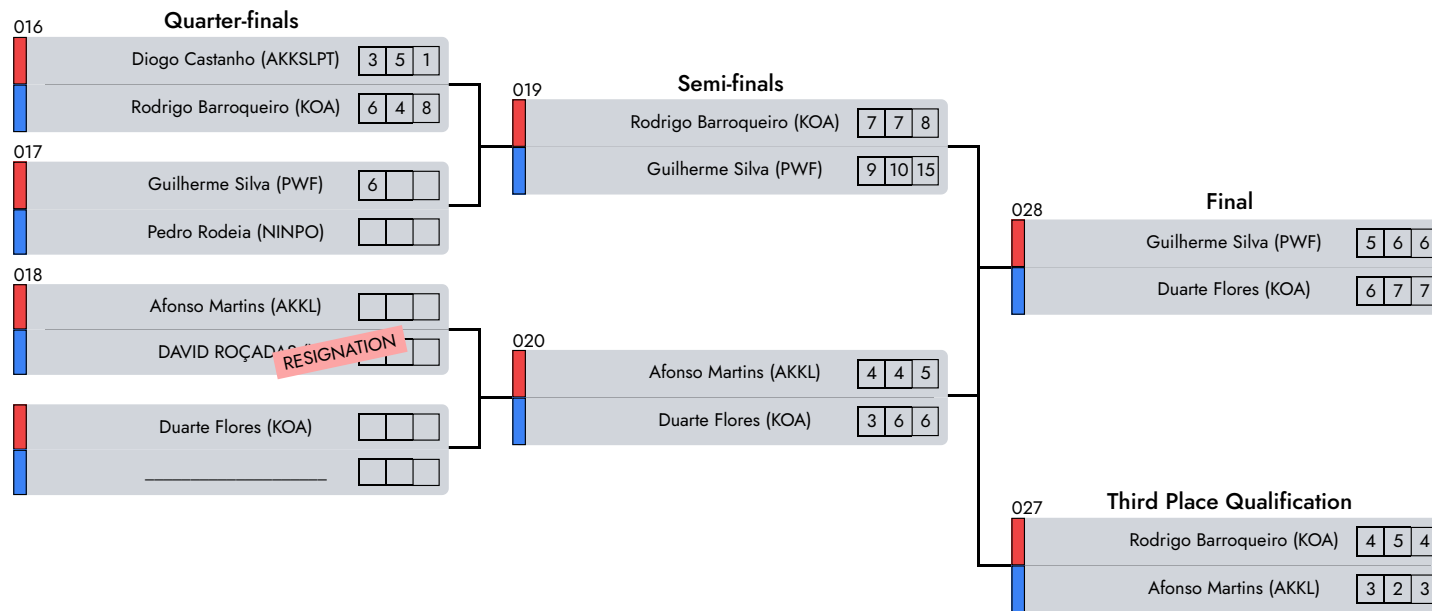 Quarter-finals
016
Diogo Castanho (AKKSLPT) 3 5 1
Rodrigo Barroqueiro (KOA) 6 4 8
017
Guilherme Silva (PWF) 6
Pedro Rodeia (NINPO)
018
Afonso Martins (AKKL)
DAVID ROÇADAS
RESIGNATION
Duarte Flores (KOA)
____________________
Semi-finals
019
Rodrigo Barroqueiro (KOA) 7 7 8
Guilherme Silva (PWF) 9 10 15
020
Afonso Martins (AKKL) 4 4 5
Duarte Flores (KOA) 3 6 6
Final
028
Guilherme Silva (PWF) 5 6 6
Duarte Flores (KOA) 6 7 7
Third Place Qualification
027
Rodrigo Barroqueiro (KOA) 4 5 4
Afonso Martins (AKKL) 3 2 3